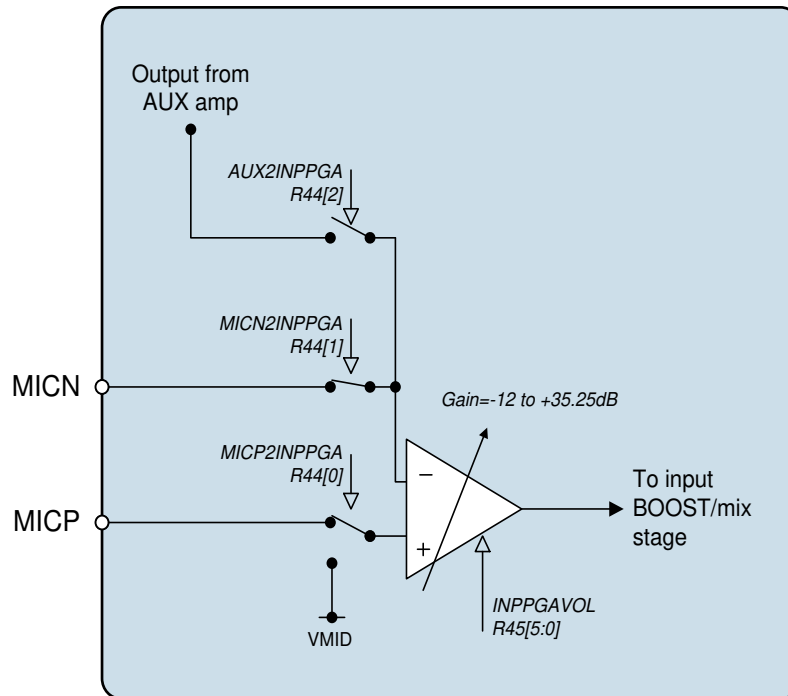 Output from
AUX amp
AUX2INPPGA
R44[2]
MICN2INPPGA
R44[1]
MICN
Gain=-12 to +35.25dB
MICP2INPPGA
R44[0]
MICP
−
+
To input
BOOST/mix
stage
INPPGAVOL
R45[5:0]
VMID